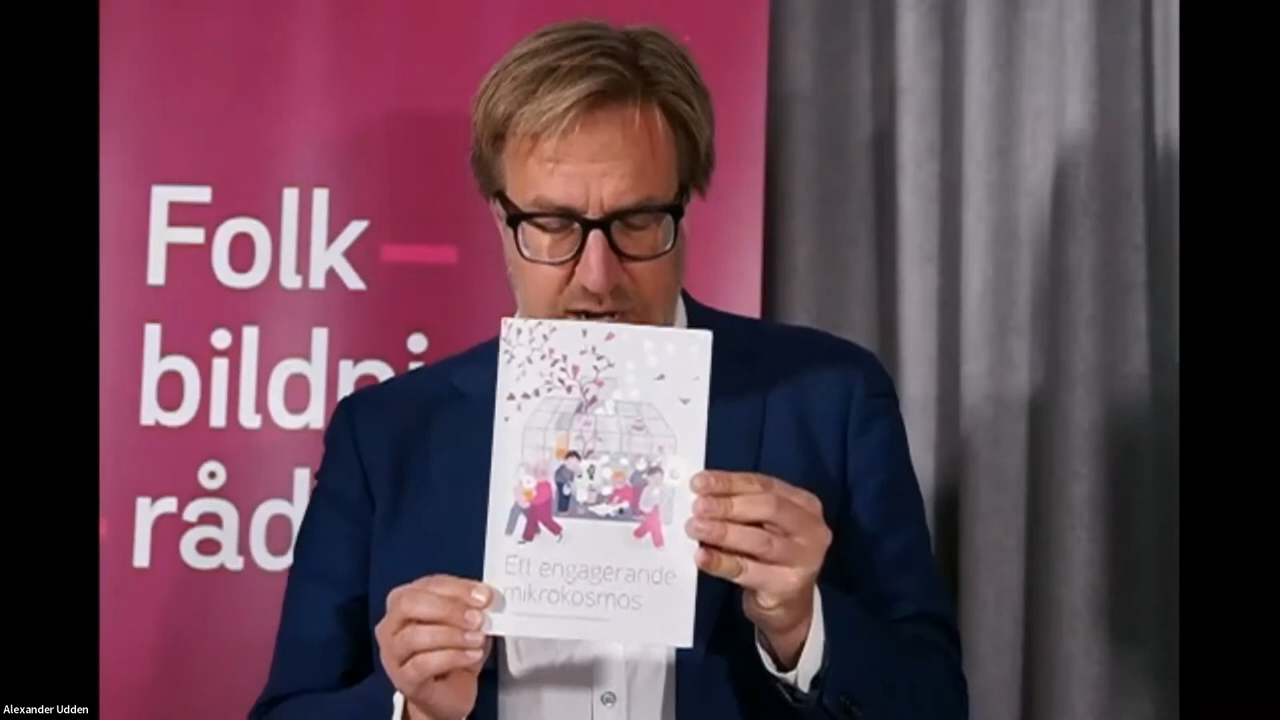 Folk
bildni
råd
Ett engagerande
mikrokosmos
Alexander Udden